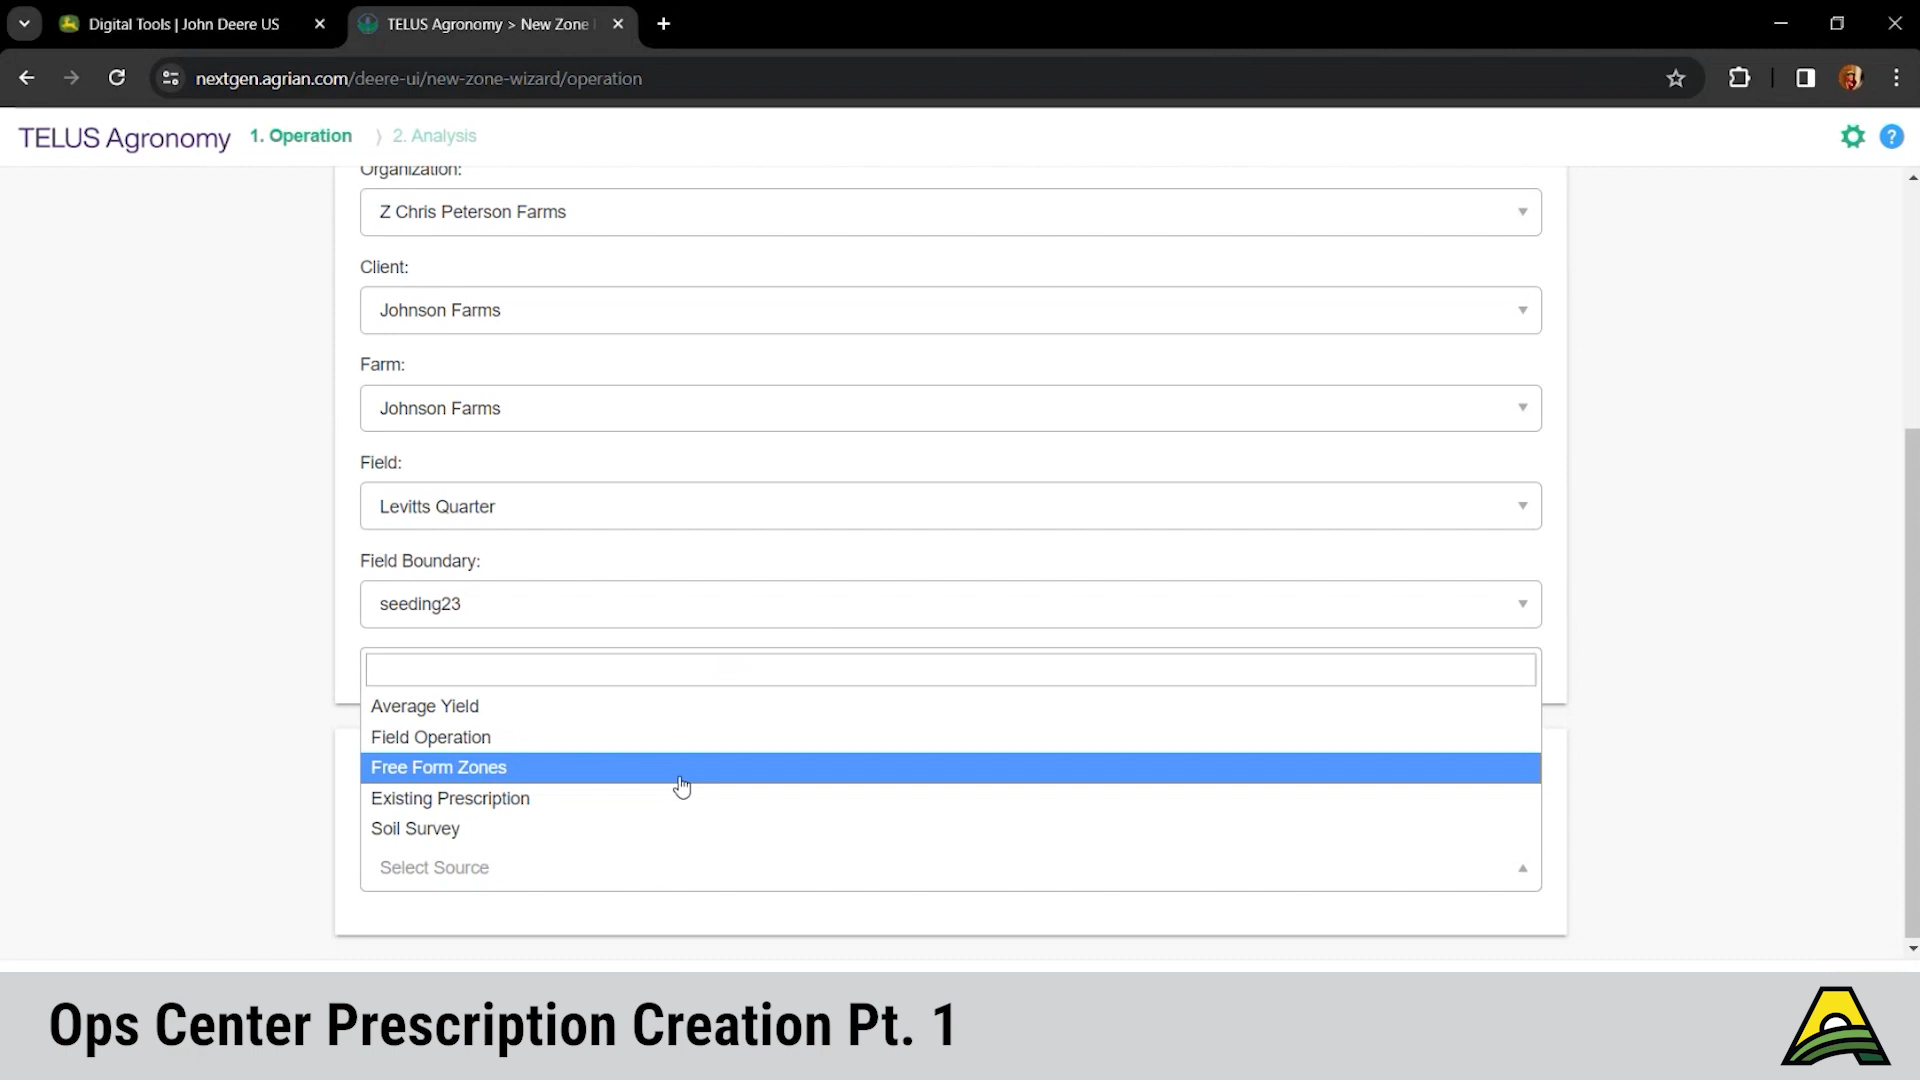 Digital Tools | John Deere US
TELUS Agronomy > New Zone
nextgen.agrian.com/deere-ui/new-zone-wizard/operation
TELUS Agronomy 1. Operation 2. Analysis
?
Organization:
Z Chris Peterson Farms
Client:
Johnson Farms
Farm:
Johnson Farms
Field:
Levitts Quarter
Field Boundary:
seeding23
Average Yield
Field Operation
Free Form Zones
Existing Prescription
Soil Survey
Select Source
Ops Center Prescription Creation Pt. 1